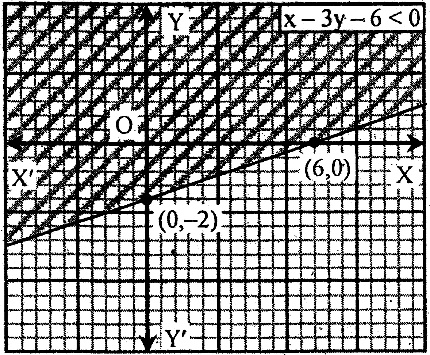 Y
x – 3y – 6 < 0
O
X′
(6,0)
X
(0,–2)
Y′